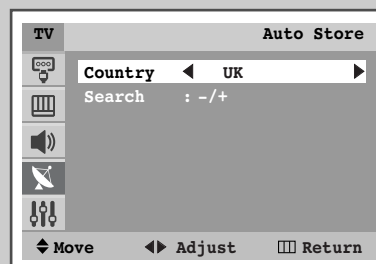 TV Auto Store
Country ◀ UK ▶
Search : -/+
Move Adjust Return